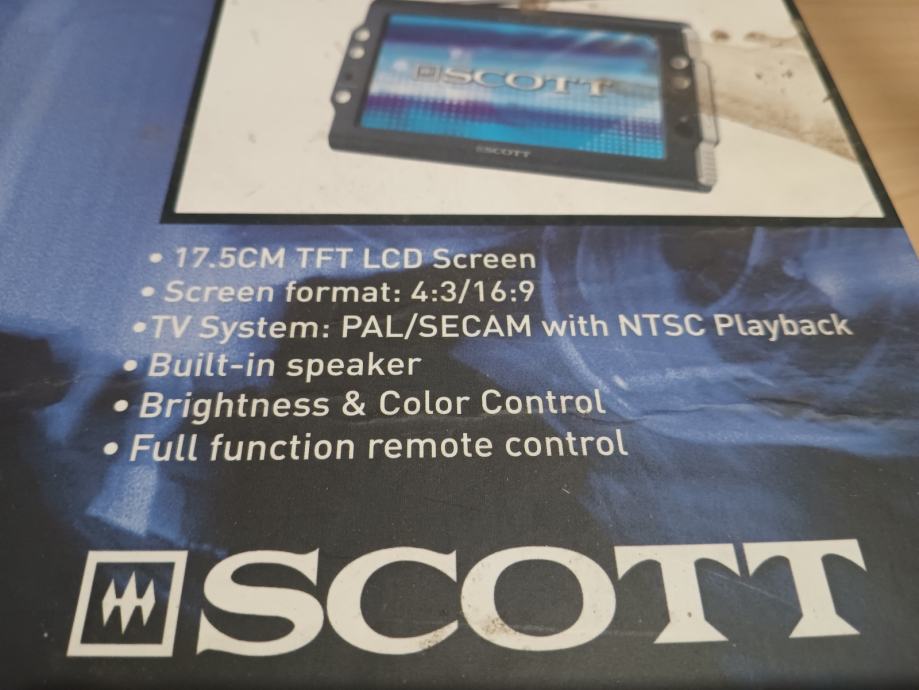 SCOTT
SCOTT
• 17.5CM TFT LCD Screen
• Screen format: 4:3/16:9
•TV System: PAL/SECAM with NTSC Playback
• Built-in speaker
• Brightness & Color Control
• Full function remote control
SCOTT